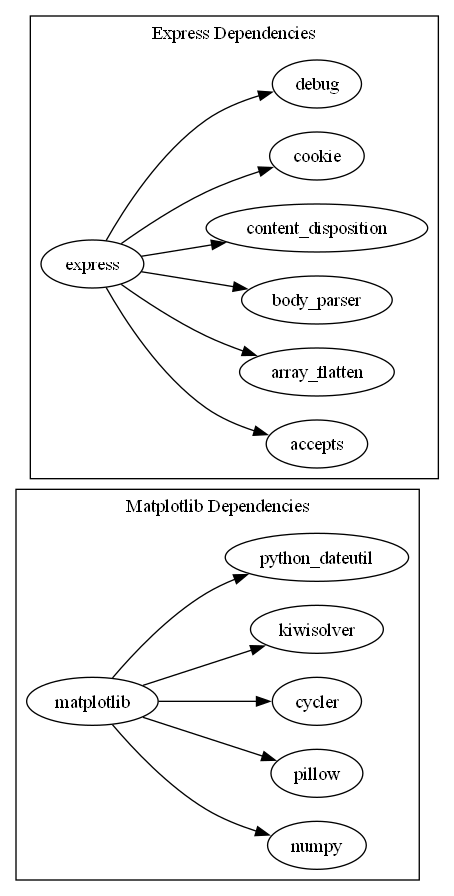 Express Dependencies
debug
cookie
content_disposition
express
body_parser
array_flatten
accepts
Matplotlib Dependencies
python_dateutil
kiwisolver
matplotlib
cycler
pillow
numpy